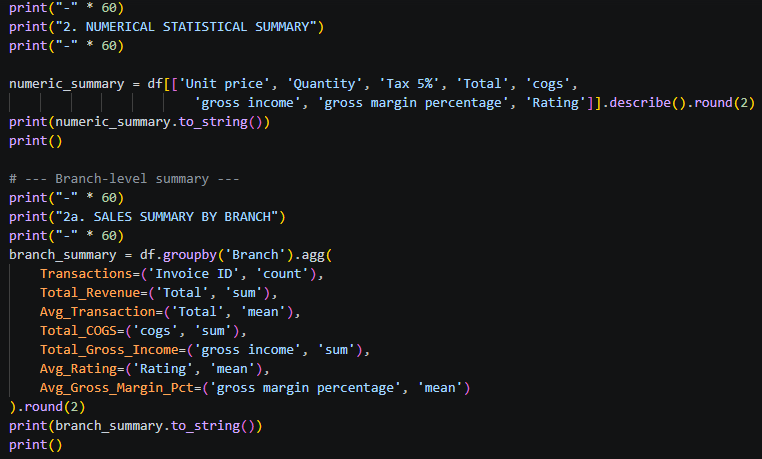 print("-" * 60)
print("2. NUMERICAL STATISTICAL SUMMARY")
print("-" * 60)

numeric_summary = df[['Unit price', 'Quantity', 'Tax 5%', 'Total', 'cogs',
                        'gross income', 'gross margin percentage', 'Rating']].describe().round(2)
print(numeric_summary.to_string())
print()

# --- Branch-level summary ---
print("-" * 60)
print("2a. SALES SUMMARY BY BRANCH")
print("-" * 60)
branch_summary = df.groupby('Branch').agg(
    Transactions=('Invoice ID', 'count'),
    Total_Revenue=('Total', 'sum'),
    Avg_Transaction=('Total', 'mean'),
    Total_COGS=('cogs', 'sum'),
    Total_Gross_Income=('gross income', 'sum'),
    Avg_Rating=('Rating', 'mean'),
    Avg_Gross_Margin_Pct=('gross margin percentage', 'mean')
).round(2)
print(branch_summary.to_string())
print()